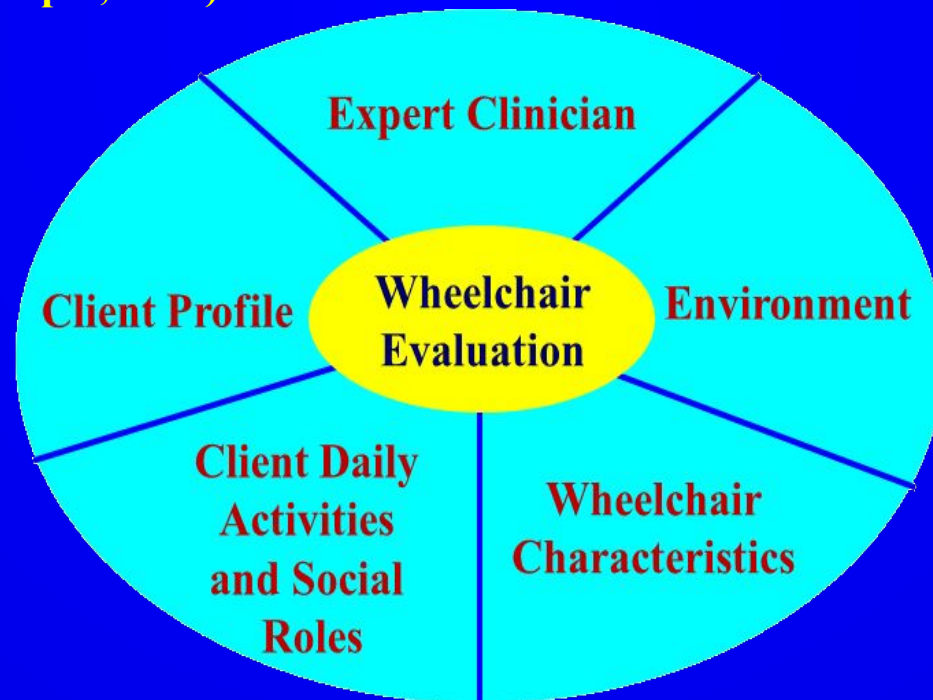 Expert Clinician
Client Profile
Wheelchair
Evaluation
Environment
Client Daily
Activities
and Social
Roles
Wheelchair
Characteristics